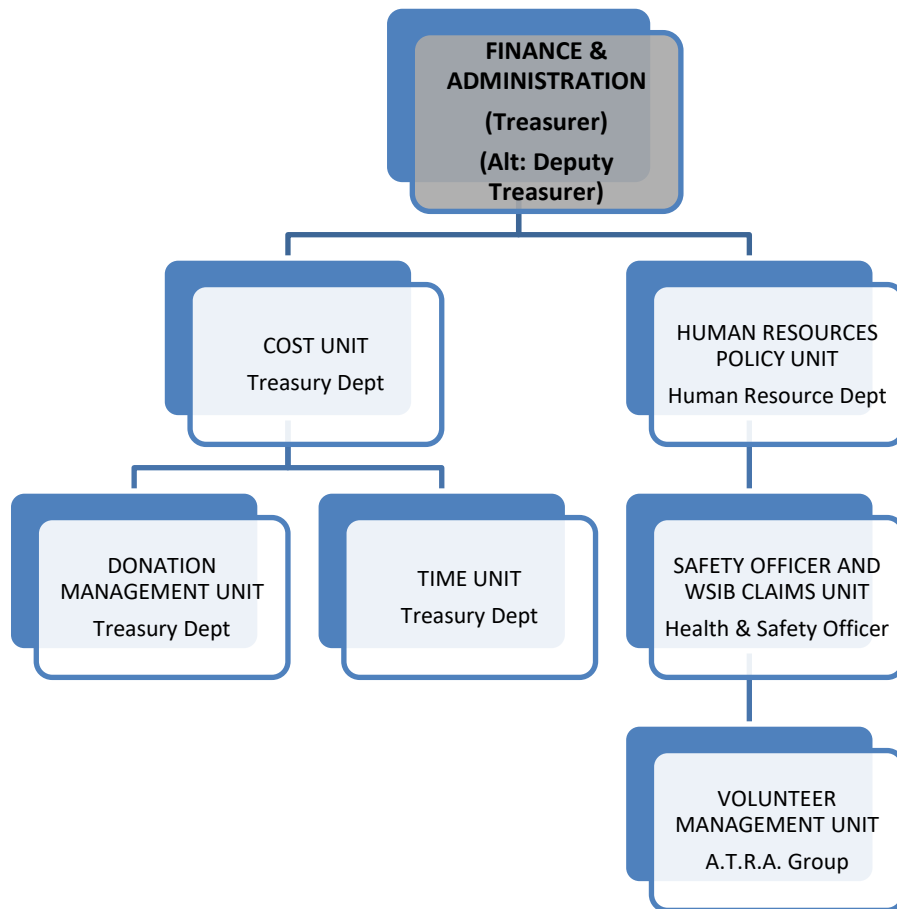 FINANCE &
ADMINISTRATION
(Treasurer)
(Alt: Deputy
Treasurer)
COST UNIT
Treasury Dept
HUMAN RESOURCES
POLICY UNIT
Human Resource Dept
DONATION
MANAGEMENT UNIT
Treasury Dept
TIME UNIT
Treasury Dept
SAFETY OFFICER AND
WSIB CLAIMS UNIT
Health & Safety Officer
VOLUNTEER
MANAGEMENT UNIT
A.T.R.A. Group